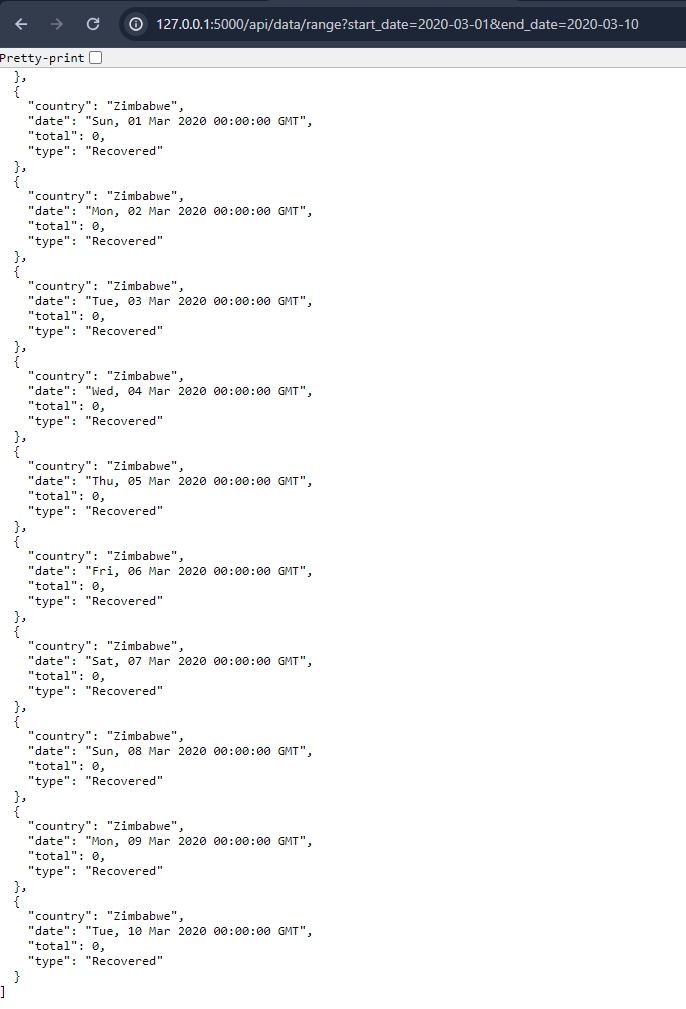 127.0.0.1:5000/api/data/range?start_date=2020-03-01&end_date=2020-03-10
Pretty-print
  },
  {
    "country": "Zimbabwe",
    "date": "Sun, 01 Mar 2020 00:00:00 GMT",
    "total": 0,
    "type": "Recovered"
  },
  {
    "country": "Zimbabwe",
    "date": "Mon, 02 Mar 2020 00:00:00 GMT",
    "total": 0,
    "type": "Recovered"
  },
  {
    "country": "Zimbabwe",
    "date": "Tue, 03 Mar 2020 00:00:00 GMT",
    "total": 0,
    "type": "Recovered"
  },
  {
    "country": "Zimbabwe",
    "date": "Wed, 04 Mar 2020 00:00:00 GMT",
    "total": 0,
    "type": "Recovered"
  },
  {
    "country": "Zimbabwe",
    "date": "Thu, 05 Mar 2020 00:00:00 GMT",
    "total": 0,
    "type": "Recovered"
  },
  {
    "country": "Zimbabwe",
    "date": "Fri, 06 Mar 2020 00:00:00 GMT",
    "total": 0,
    "type": "Recovered"
  },
  {
    "country": "Zimbabwe",
    "date": "Sat, 07 Mar 2020 00:00:00 GMT",
    "total": 0,
    "type": "Recovered"
  },
  {
    "country": "Zimbabwe",
    "date": "Sun, 08 Mar 2020 00:00:00 GMT",
    "total": 0,
    "type": "Recovered"
  },
  {
    "country": "Zimbabwe",
    "date": "Mon, 09 Mar 2020 00:00:00 GMT",
    "total": 0,
    "type": "Recovered"
  },
  {
    "country": "Zimbabwe",
    "date": "Tue, 10 Mar 2020 00:00:00 GMT",
    "total": 0,
    "type": "Recovered"
  }
]